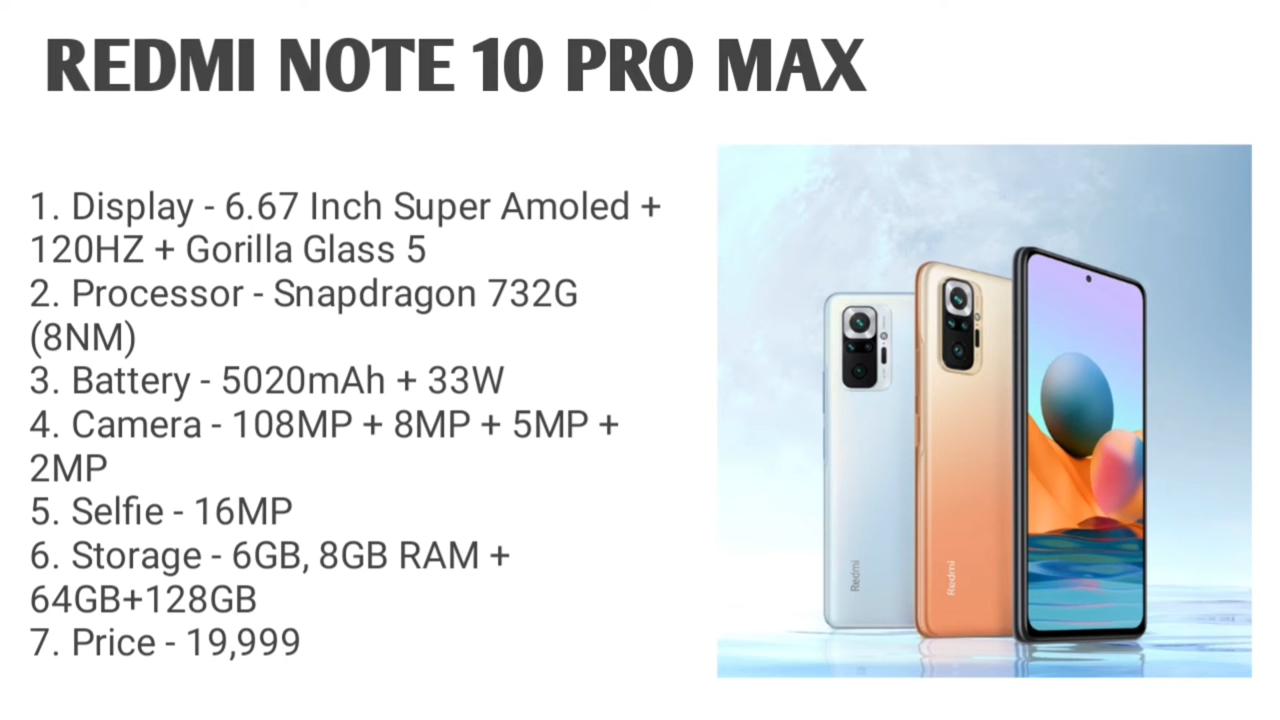 REDMI NOTE 10 PRO MAX
1. Display - 6.67 Inch Super Amoled +
120HZ + Gorilla Glass 5
2. Processor - Snapdragon 732G
(8NM)
3. Battery - 5020mAh + 33W
4. Camera - 108MP + 8MP + 5MP +
2MP
5. Selfie - 16MP
6. Storage - 6GB, 8GB RAM +
64GB+128GB
7. Price - 19,999
Redmi
Redmi